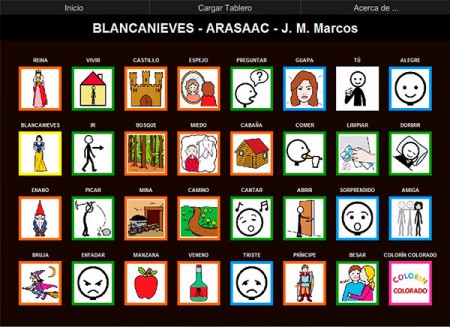 Inicio Cargar Tablero Acerca de ...
BLANCANIEVES - ARASAAC - J. M. Marcos
REINA VIVIR CASTILLO ESPEJO PREGUNTAR GUAPA TÚ ALEGRE
BLANCANIEVES IR BOSQUE MIEDO CABAÑA COMER LIMPIAR DORMIR
ENANO PICAR MINA CAMINO CANTAR ABRIR SORPRENDIDO AMIGA
BRUJA ENFADAR MANZANA VENENO TRISTE PRÍNCIPE BESAR COLORÍN COLORADO
COLORIN
COLORADO